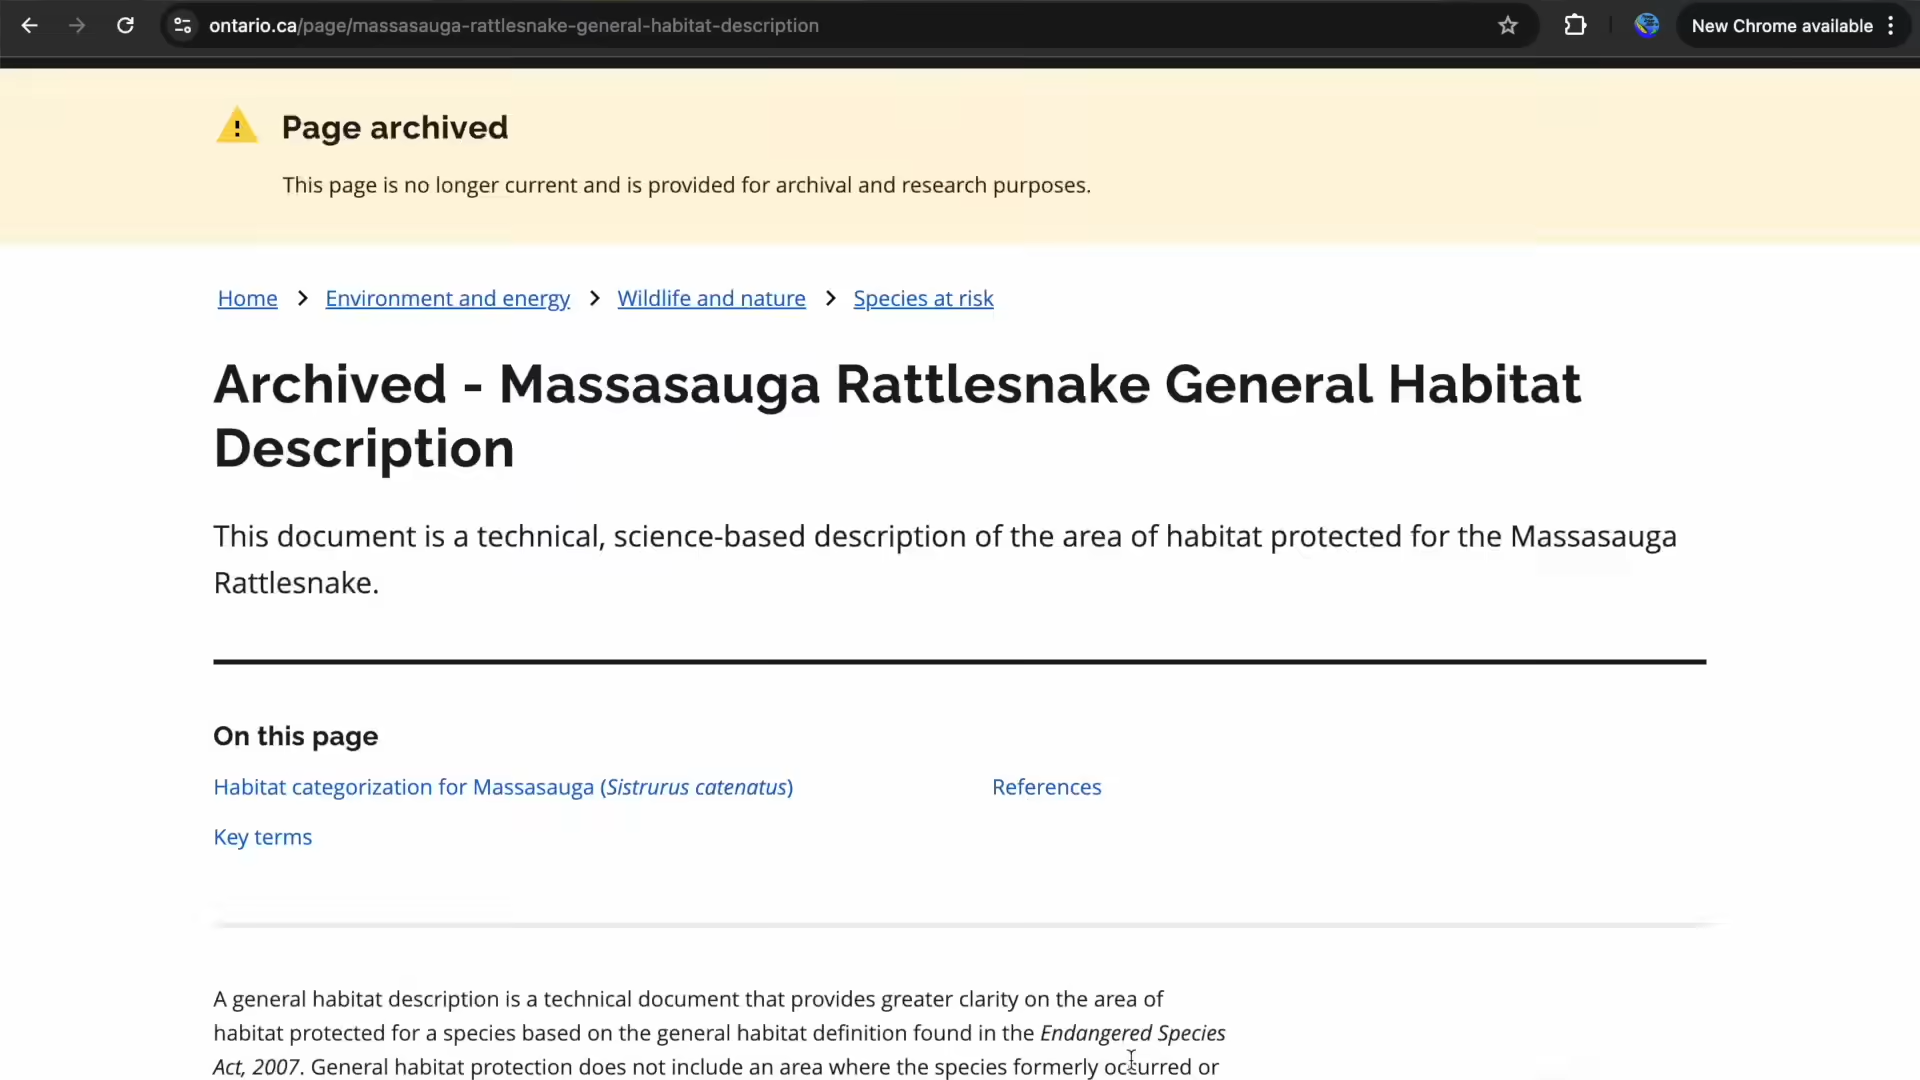 ontario.ca/page/massasauga-rattlesnake-general-habitat-description
New Chrome available
Page archived
This page is no longer current and is provided for archival and research purposes.
Home > Environment and energy > Wildlife and nature > Species at risk
Archived - Massasauga Rattlesnake General Habitat
Description
This document is a technical, science-based description of the area of habitat protected for the Massasauga
Rattlesnake.
On this page
Habitat categorization for Massasauga (Sistrurus catenatus)
References
Key terms
A general habitat description is a technical document that provides greater clarity on the area of
habitat protected for a species based on the general habitat definition found in the Endangered Species
Act, 2007. General habitat protection does not include an area where the species formerly occurred or